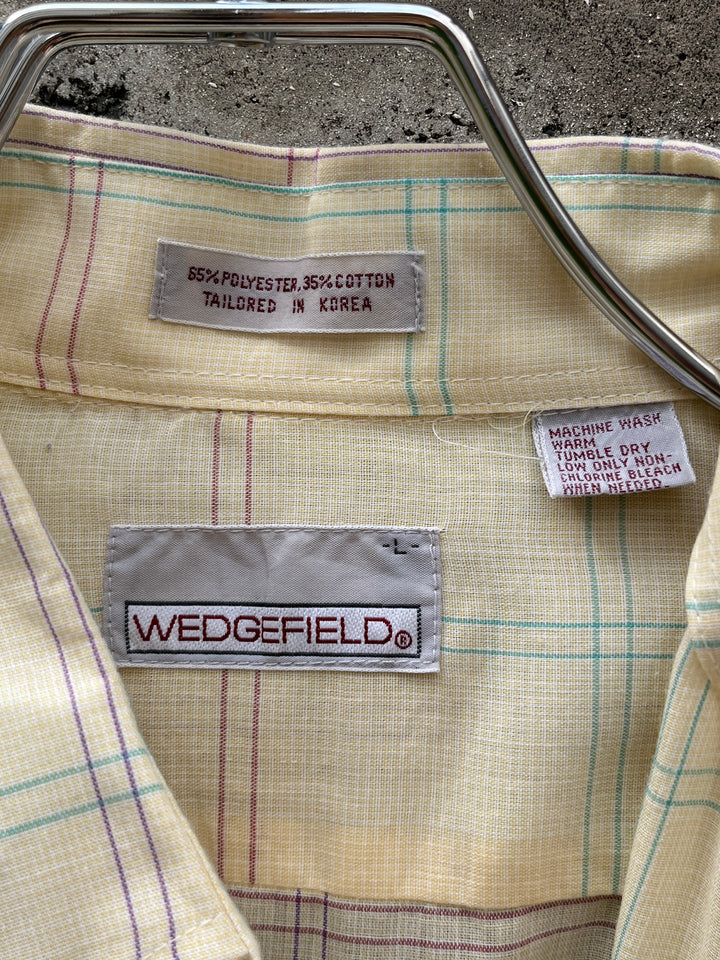 65% POLYESTER, 35% COTTON
TAILORED IN KOREA
MACHINE WASH
WARM
TUMBLE DRY
LOW ONLY NON-
CHLORINE BLEACH
WHEN NEEDED.
-L-
WEDGEFIELD®